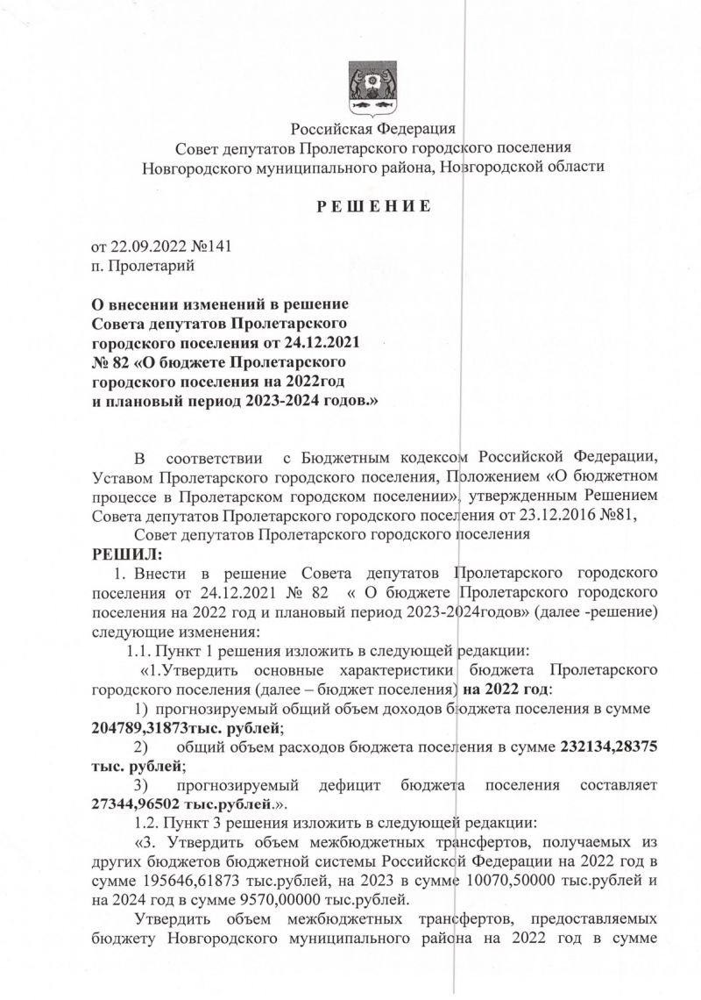 Российская Федерация
Совет депутатов Пролетарского городского поселения
Новгородского муниципального района, Новгородской области
Р Е Ш Е Н И Е
от 22.09.2022 №141
п. Пролетарий
О внесении изменений в решение
Совета депутатов Пролетарского
городского поселения от 24.12.2021
№ 82 «О бюджете Пролетарского
городского поселения на 2022год
и плановый период 2023-2024 годов.»
В соответствии с Бюджетным кодексом Российской Федерации,
Уставом Пролетарского городского поселения, Положением «О бюджетном
процессе в Пролетарском городском поселении», утвержденным Решением
Совета депутатов Пролетарского городского поселения от 23.12.2016 №81,
Совет депутатов Пролетарского городского поселения
РЕШИЛ:
1. Внести в решение Совета депутатов Пролетарского городского
поселения от 24.12.2021 № 82 « О бюджете Пролетарского городского
поселения на 2022 год и плановый период 2023-2024годов» (далее -решение)
следующие изменения:
1.1. Пункт 1 решения изложить в следующей редакции:
«1.Утвердить основные характеристики бюджета Пролетарского
городского поселения (далее – бюджет поселения) на 2022 год:
1) прогнозируемый общий объем доходов бюджета поселения в сумме
204789,31873тыс. рублей;
2) общий объем расходов бюджета поселения в сумме 232134,28375
тыс. рублей;
3) прогнозируемый дефицит бюджета поселения составляет
27344,96502 тыс.рублей.».
1.2. Пункт 3 решения изложить в следующей редакции:
«3. Утвердить объем межбюджетных трансфертов, получаемых из
других бюджетов бюджетной системы Российской Федерации на 2022 год в
сумме 195646,61873 тыс.рублей, на 2023 в сумме 10070,50000 тыс.рублей и
на 2024 год в сумме 9570,00000 тыс.рублей.
Утвердить объем межбюджетных трансфертов, предоставляемых
бюджету Новгородского муниципального района на 2022 год в сумме